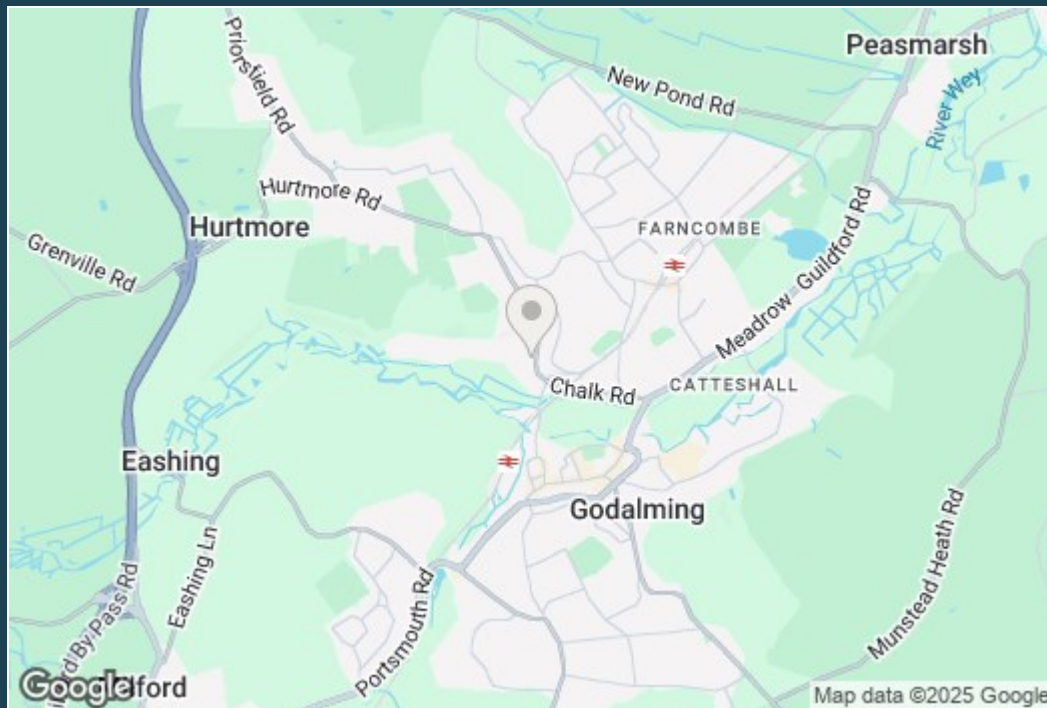 Peasmarsh
Priorsfield Rd
New Pond Rd
River Wey
Hurtmore Rd
Hurtmore
FARNCOMBE
Grenville Rd
Guildford Rd
Meadrow
Chalk Rd
CATTESHALL
Eashing
Godalming
Eashing Ln
Munstead Heath Rd
By Pass Rd
Portsmouth Rd
Milford
Google
Map data ©2025 Google